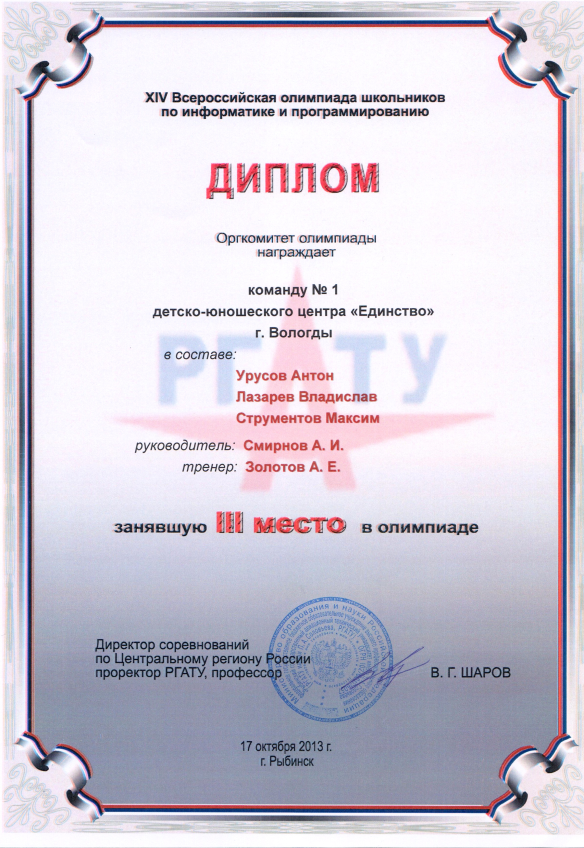 XIV Всероссийская олимпиада школьников
по информатике и программированию
ДИПЛОМ
Оргкомитет олимпиады
награждает
команду № 1
детско-юношеского центра «Единство»
г. Вологды
в составе:
РГАТУ
Урусов Антон
Лазарев Владислав
Струментов Максим
руководитель: Смирнов А. И.
тренер: Золотов А. Е.
занявшую III место в олимпиаде
Директор соревнований
по Центральному региону России
проректор РГАТУ, профессор
В. Г. ШАРОВ
17 октября 2013 г.
г. Рыбинск